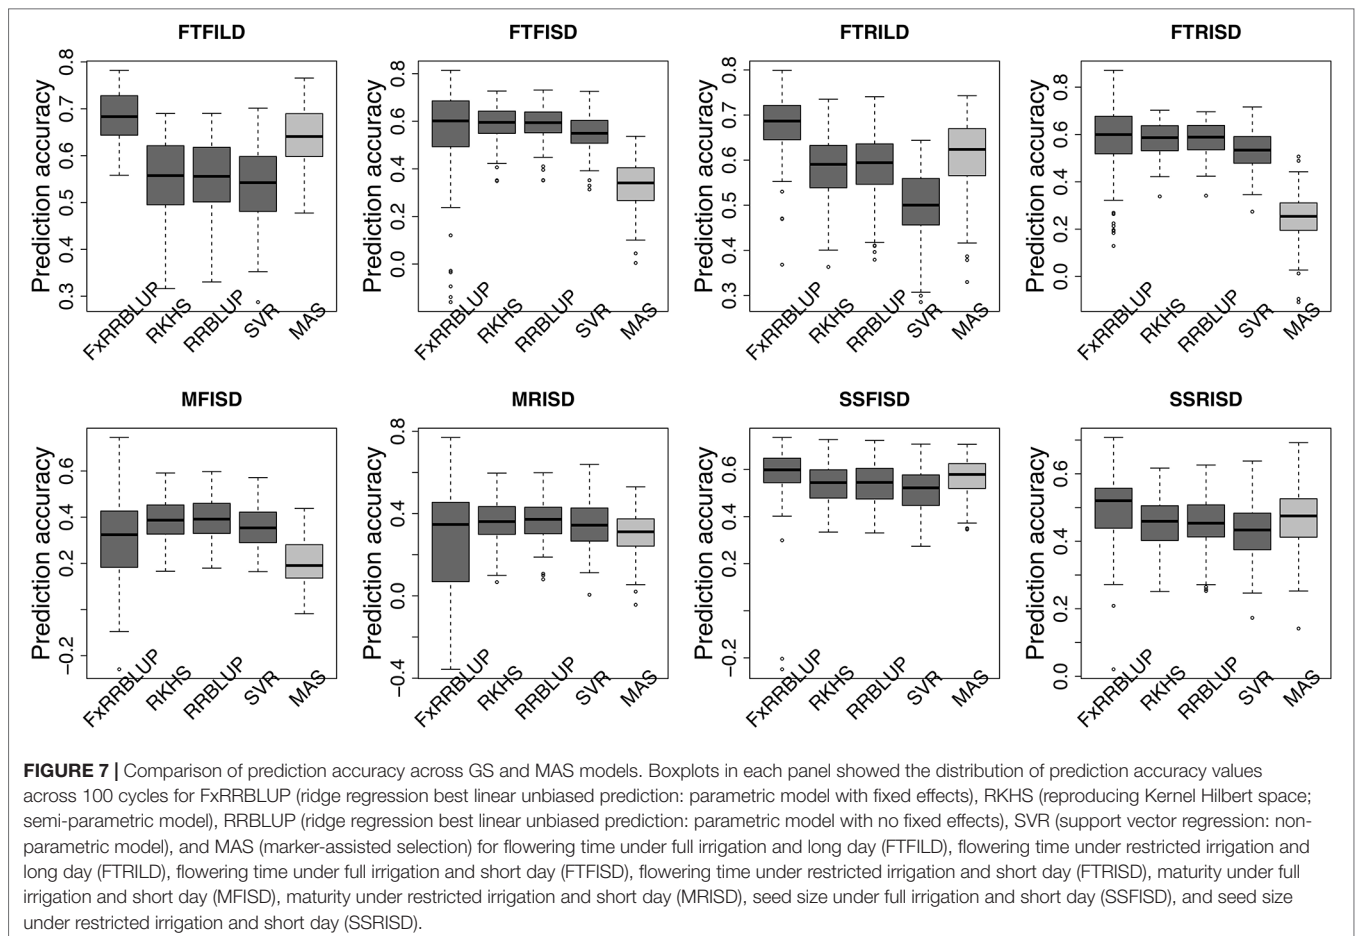 FTFILD
Prediction accuracy
0.3 0.4 0.5 0.6 0.7 0.8
FxRRBLUP RKHS RRBLUP SVR MAS
FTFISD
Prediction accuracy
0.0 0.2 0.4 0.6 0.8
FxRRBLUP RKHS RRBLUP SVR MAS
FTRILD
Prediction accuracy
0.3 0.4 0.5 0.6 0.7 0.8
FxRRBLUP RKHS RRBLUP SVR MAS
FTRISD
Prediction accuracy
0.0 0.2 0.4 0.6 0.8
FxRRBLUP RKHS RRBLUP SVR MAS
MFISD
Prediction accuracy
−0.2 0.2 0.4 0.6
FxRRBLUP RKHS RRBLUP SVR MAS
MRISD
Prediction accuracy
−0.4 0.0 0.4 0.8
FxRRBLUP RKHS RRBLUP SVR MAS
SSFISD
Prediction accuracy
−0.2 0.2 0.4 0.6
FxRRBLUP RKHS RRBLUP SVR MAS
SSRISD
Prediction accuracy
0.0 0.2 0.4 0.6
FxRRBLUP RKHS RRBLUP SVR MAS
FIGURE 7 | Comparison of prediction accuracy across GS and MAS models. Boxplots in each panel showed the distribution of prediction accuracy values
across 100 cycles for FxRRBLUP (ridge regression best linear unbiased prediction: parametric model with fixed effects), RKHS (reproducing Kernel Hilbert space;
semi-parametric model), RRBLUP (ridge regression best linear unbiased prediction: parametric model with no fixed effects), SVR (support vector regression: non-
parametric model), and MAS (marker-assisted selection) for flowering time under full irrigation and long day (FTFILD), flowering time under restricted irrigation and
long day (FTRILD), flowering time under full irrigation and short day (FTFISD), flowering time under restricted irrigation and short day (FTRISD), maturity under full
irrigation and short day (MFISD), maturity under restricted irrigation and short day (MRISD), seed size under full irrigation and short day (SSFISD), and seed size
under restricted irrigation and short day (SSRISD).